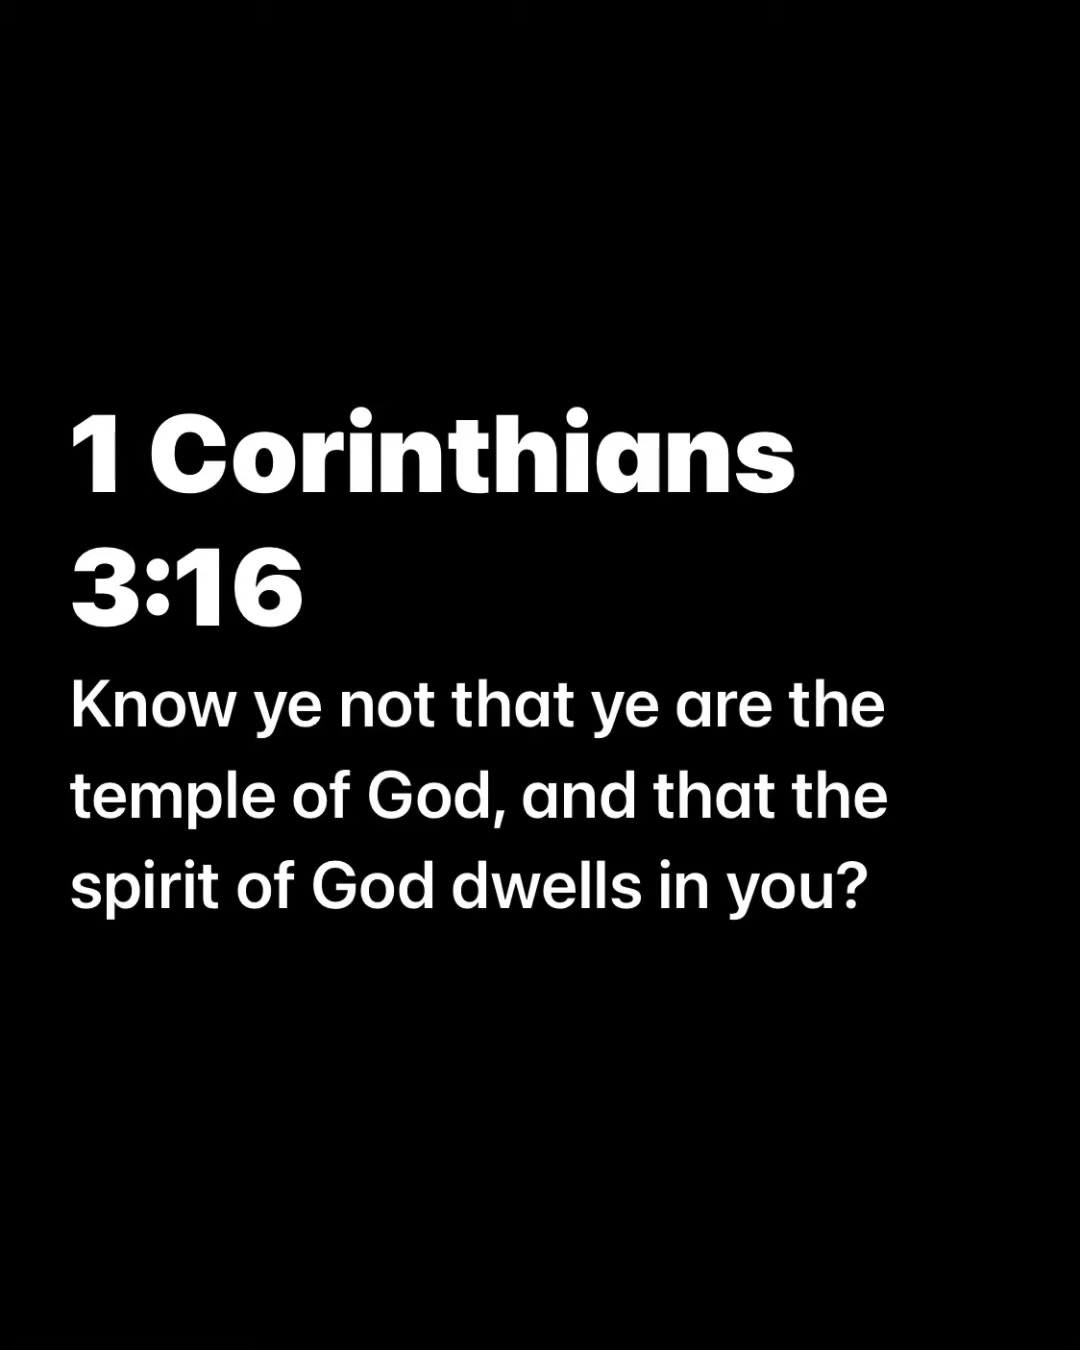 1 Corinthians
3:16
Know ye not that ye are the
temple of God, and that the
spirit of God dwells in you?